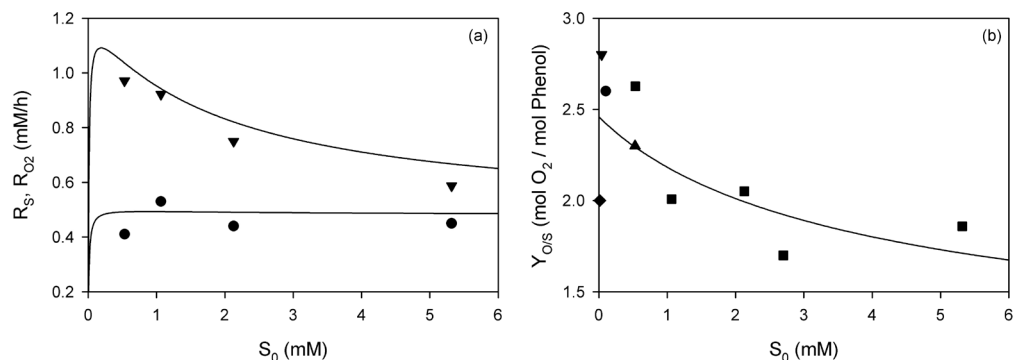 (a)
R_S, R_O2 (mM/h)
1.2
1.0
0.8
0.6
0.4
0.2
0 1 2 3 4 5 6
S_0 (mM)
(b)
Y_O/S (mol O_2 / mol Phenol)
3.0
2.5
2.0
1.5
0 1 2 3 4 5 6
S_0 (mM)